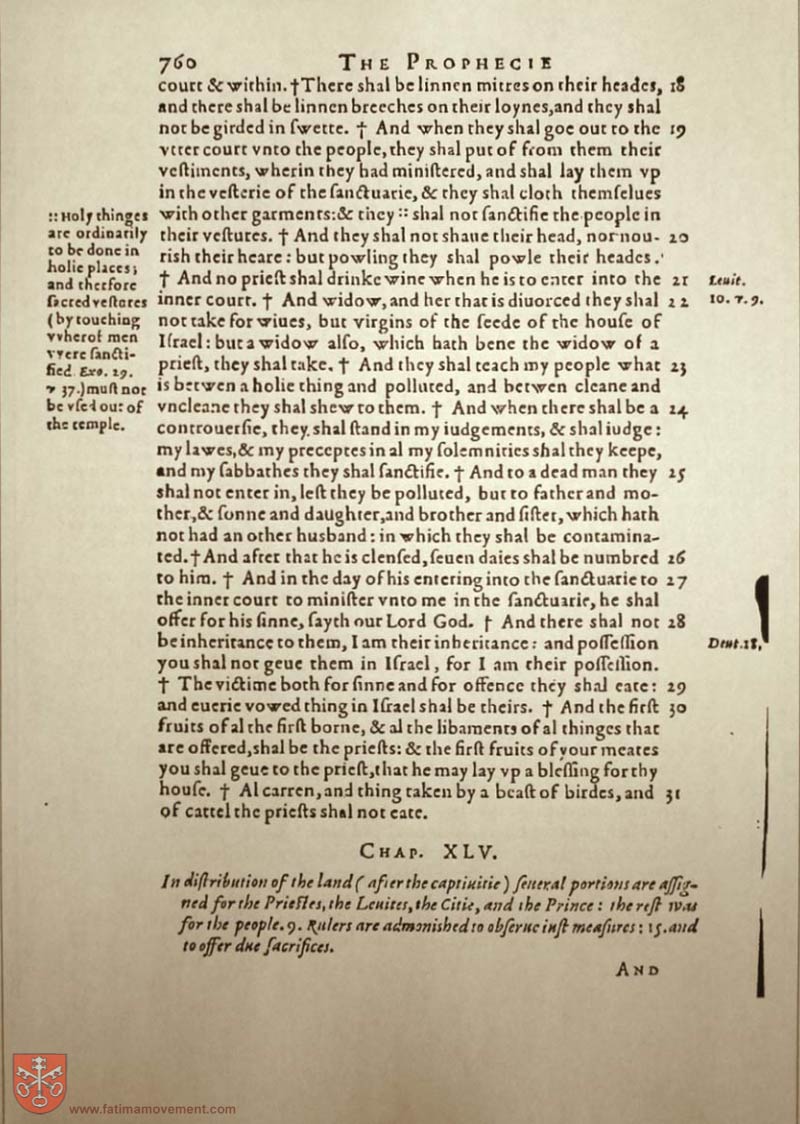 760 THE PROPHECIE
court & within. †There shal be linnen mitres on their heades, 18
and there shal be linnen breeches on their loynes, and they shal
not be girded in ſwette. † And when they shal goe out to the 19
vtter court vnto the people, they shal put of from them their
veſtiments, wherin they had miniſtered, and shal lay them vp
in the veſterie of the ſanctuarie, & they shal cloth themſelues
with other garments: & they :: shal not ſanctifie the people in
their veſtures. † And they shal not shaue their head, nor nou- 20
rish their heare: but powling they shal powle their heades.
† And no prieſt shal drinke wine when he is to enter into the 21
inner court. † And widow, and her that is diuorced they shal 22
not take for wiues, but virgins of the ſeede of the houſe of
Iſrael: but a widow alſo, which hath bene the widow of a
prieſt, they shal take. † And they shal teach my people what 23
is betwen a holie thing and polluted, and betwen cleane and
vncleane they shal shew to them. † And when there shal be a 24
controuerſie, they shal ſtand in my iudgements, & shal iudge:
my lawes, & my preceptes in al my ſolemnities shal they keepe,
and my ſabbathes they shal ſanctifie. † And to a dead man they 25
shal not enter in, leſt they be polluted, but to father and mo-
ther, & ſonne and daughter, and brother and ſiſter, which hath
not had an other husband: in which they shal be contamina-
ted. † And after that he is clenſed, ſeuen daies shal be numbred 26
to him. † And in the day of his entering into the ſanctuarie to 27
the inner court to miniſter vnto me in the ſanctuarie, he shal
offer for his ſinne, ſayth our Lord God. † And there shal not 28
be inheritance to them, I am their inheritance: and poſſeſſion
you shal not geue them in Iſrael, for I am their poſſeſſion.
† The victime both for ſinne and for offence they shal eate: 29
and euerie vowed thing in Iſrael shal be theirs. † And the firſt 30
fruits of al the firſt borne, & al the libaments of al thinges that
are offered, shal be the prieſts: & the firſt fruits of your meates
you shal geue to the prieſt, that he may lay vp a bleſſing for thy
houſe. † Al carren, and thing taken by a beaſt of birdes, and 31
of cattel the prieſts shal not eate.
:: Holy thinges
are ordinarily
to be done in
holie places;
and therfore
ſacred veſtures
(by touching
vvherof men
vvere ſancti-
fied Exo. 29.
v 37.) muſt not
be vſed out of
the temple.
Leuit.
10. v. 9.
Deut. 18,
CHAP. XLV.
In diſtribution of the land (after the captiuitie) ſeueral portions are aſſig-
ned for the Prieſtes, the Leuites, the Citie, and the Prince: the reſt was
for the people. 9. Rulers are admonished to obſerue iuſt meaſures: 15. and
to offer due ſacrifices.
AND
www.fatimamovement.com